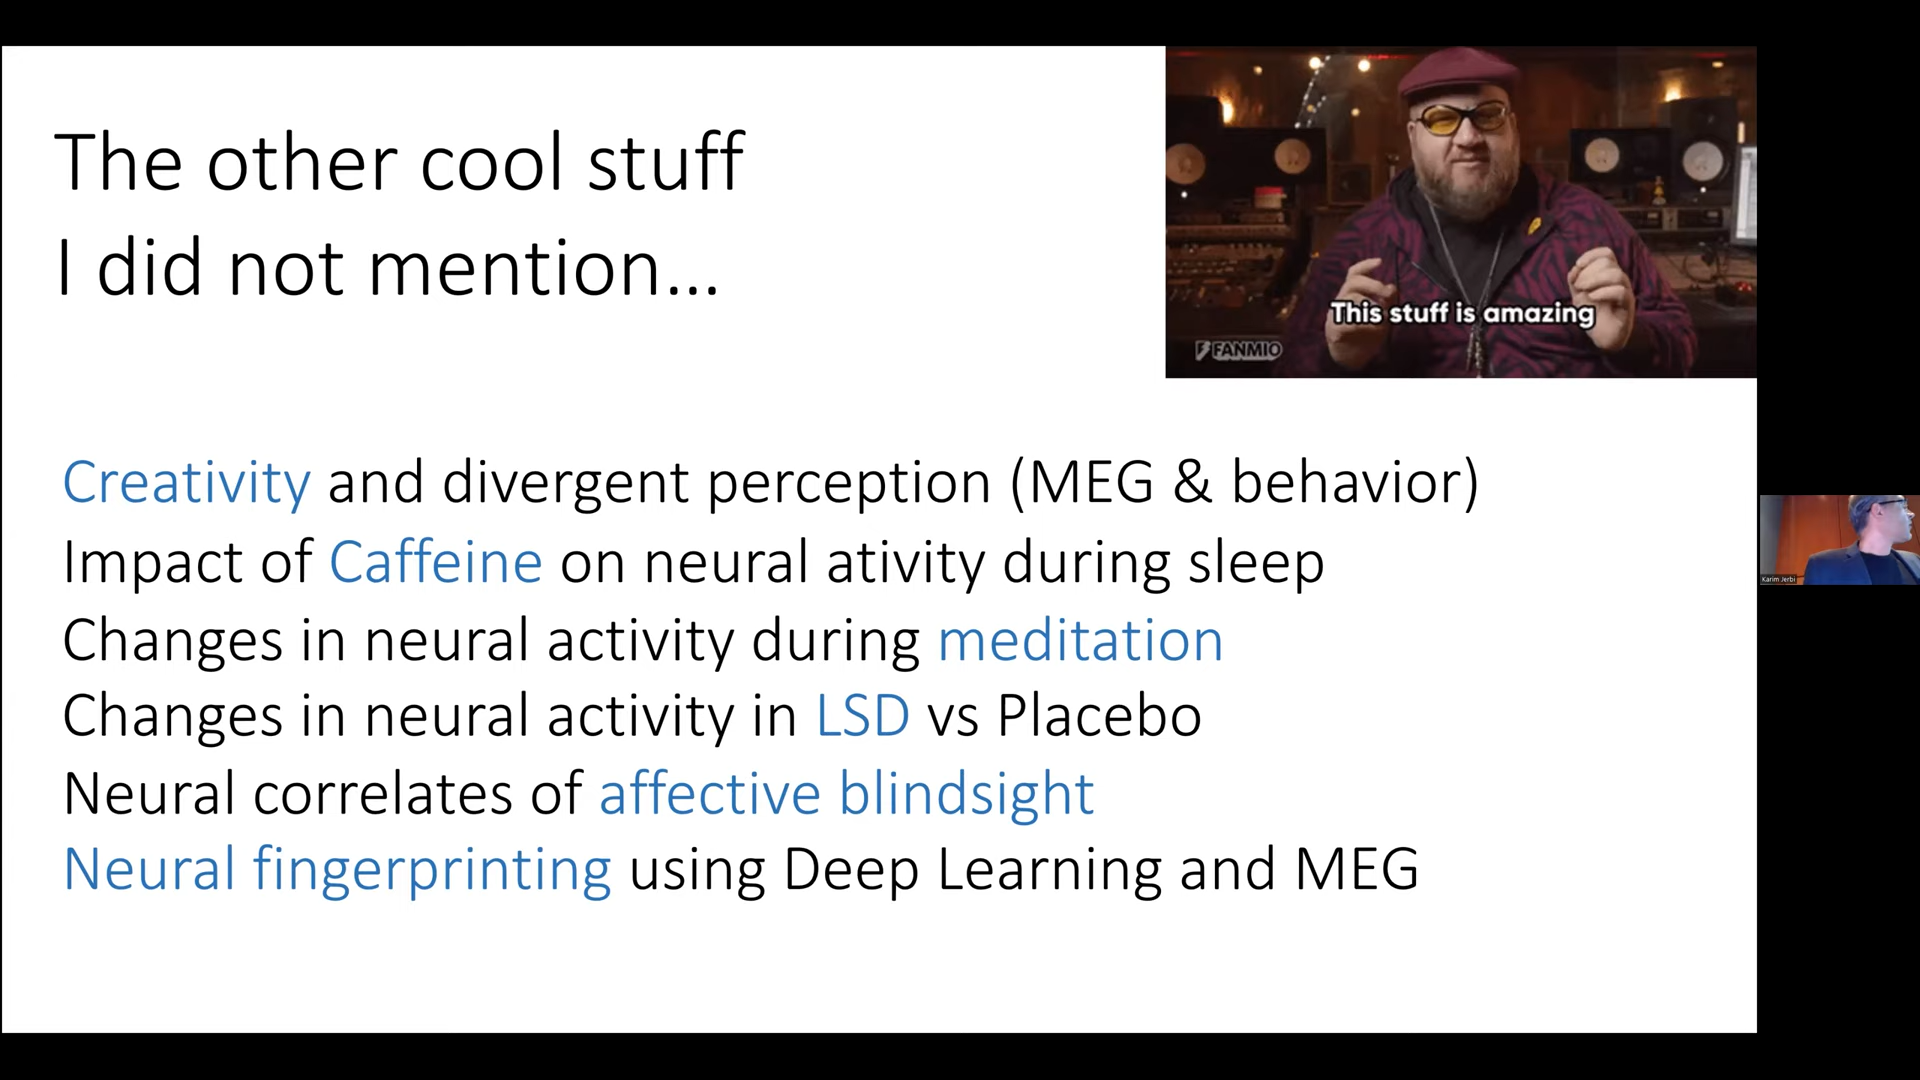 The other cool stuff
I did not mention...
This stuff is amazing
FANMIO
Creativity and divergent perception (MEG & behavior)
Impact of Caffeine on neural ativity during sleep
Changes in neural activity during meditation
Changes in neural activity in LSD vs Placebo
Neural correlates of affective blindsight
Neural fingerprinting using Deep Learning and MEG
Karim Jerbi